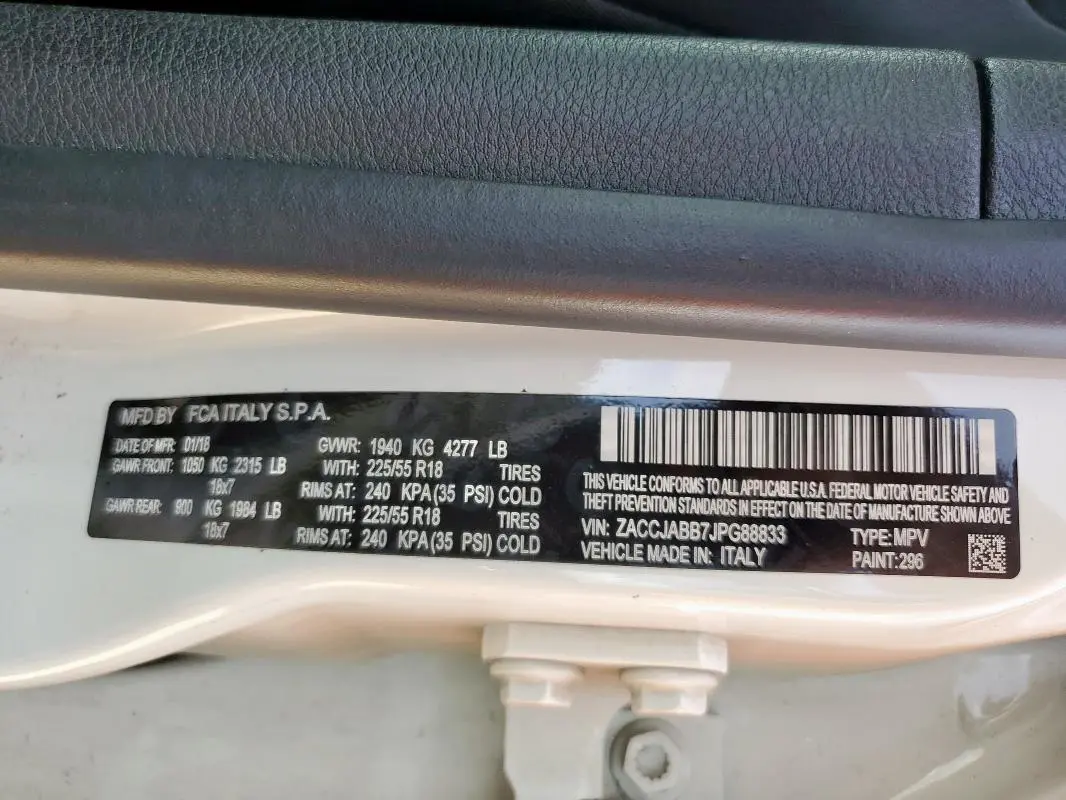 MFD BY FCA ITALY S.P.A.
DATE OF MFR: 01/18 GVWR: 1940 KG 4277 LB
GAWR FRONT: 1050 KG 2315 LB WITH: 225/55 R18 TIRES
18x7 RIMS AT: 240 KPA (35 PSI) COLD
GAWR REAR: 900 KG 1984 LB WITH: 225/55 R18 TIRES
18x7 RIMS AT: 240 KPA (35 PSI) COLD
THIS VEHICLE CONFORMS TO ALL APPLICABLE U.S.A. FEDERAL MOTOR VEHICLE SAFETY AND
THEFT PREVENTION STANDARDS IN EFFECT ON THE DATE OF MANUFACTURE SHOWN ABOVE
VIN: ZACCJABB7JPG88833 TYPE: MPV
VEHICLE MADE IN: ITALY PAINT: 296